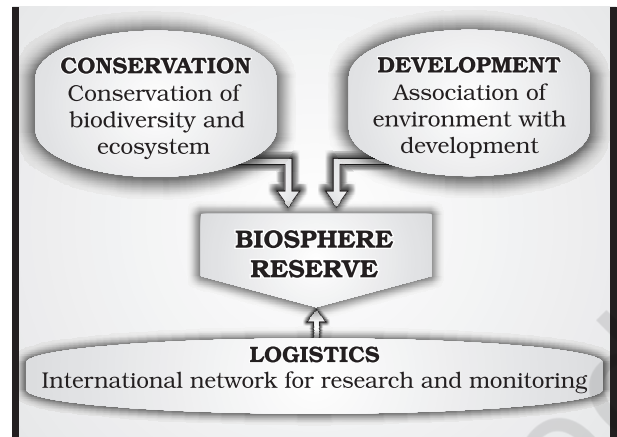 CONSERVATION
Conservation of
biodiversity and
ecosystem
DEVELOPMENT
Association of
environment with
development
BIOSPHERE
RESERVE
LOGISTICS
International network for research and monitoring